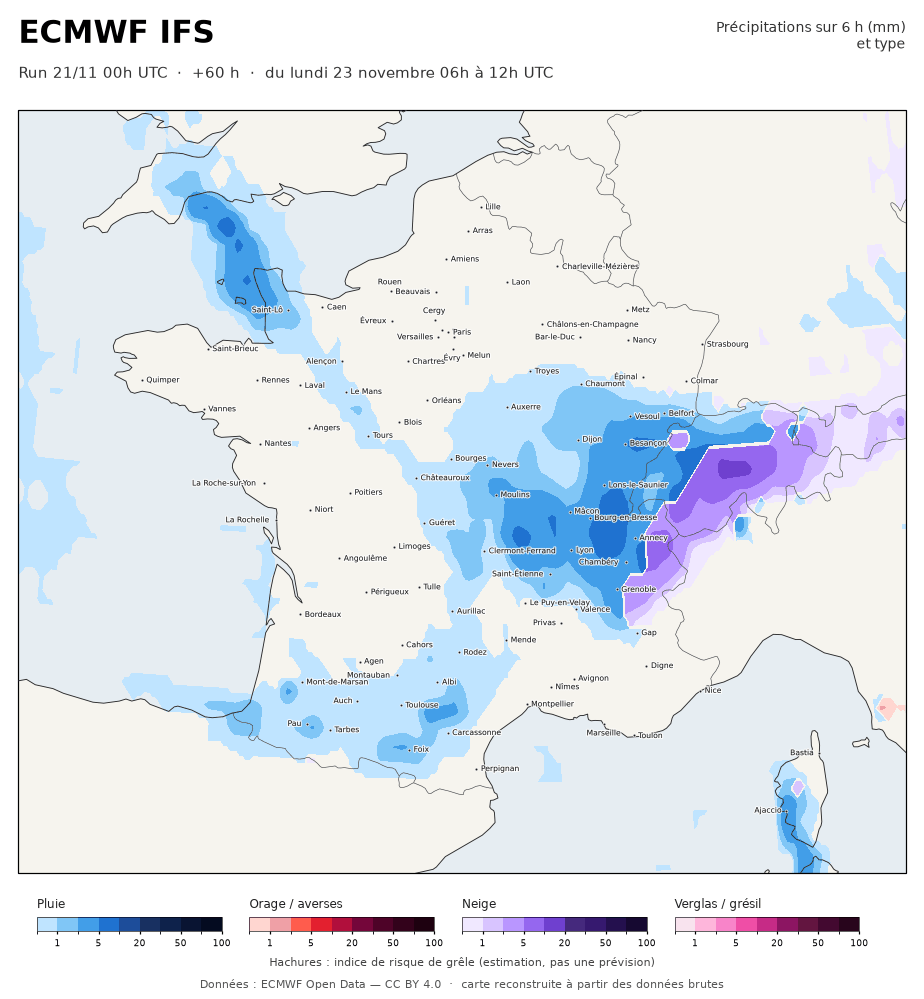 ECMWF IFS
Précipitations sur 6 h (mm)
et type
Run 21/11 00h UTC · +60 h · du lundi 23 novembre 06h à 12h UTC
Lille
Arras
Amiens
Charleville-Mézières
Rouen
Beauvais
Laon
Saint-Lô
Caen
Cergy
Metz
Évreux
Châlons-en-Champagne
Versailles
Paris
Bar-le-Duc
Nancy
Strasbourg
Saint-Brieuc
Alençon
Chartres
Évry
Melun
Quimper
Rennes
Laval
Troyes
Épinal
Chaumont
Colmar
Le Mans
Orléans
Vannes
Auxerre
Vesoul
Belfort
Angers
Blois
Tours
Nantes
Dijon
Besançon
Bourges
Nevers
La Roche-sur-Yon
Châteauroux
Lons-le-Saunier
Poitiers
Moulins
Niort
Mâcon
La Rochelle
Guéret
Bourg-en-Bresse
Annecy
Angoulême
Limoges
Clermont-Ferrand
Lyon
Chambéry
Saint-Étienne
Périgueux
Tulle
Grenoble
Bordeaux
Aurillac
Le Puy-en-Velay
Valence
Privas
Gap
Cahors
Rodez
Mende
Agen
Digne
Montauban
Mont-de-Marsan
Albi
Avignon
Nîmes
Nice
Auch
Toulouse
Montpellier
Pau
Tarbes
Carcassonne
Marseille
Toulon
Foix
Bastia
Perpignan
Ajaccio
Pluie
Orage / averses
Neige
Verglas / grésil
1 5 20 50 100
1 5 20 50 100
1 5 20 50 100
1 5 20 50 100
Hachures : indice de risque de grêle (estimation, pas une prévision)
Données : ECMWF Open Data — CC BY 4.0 · carte reconstruite à partir des données brutes